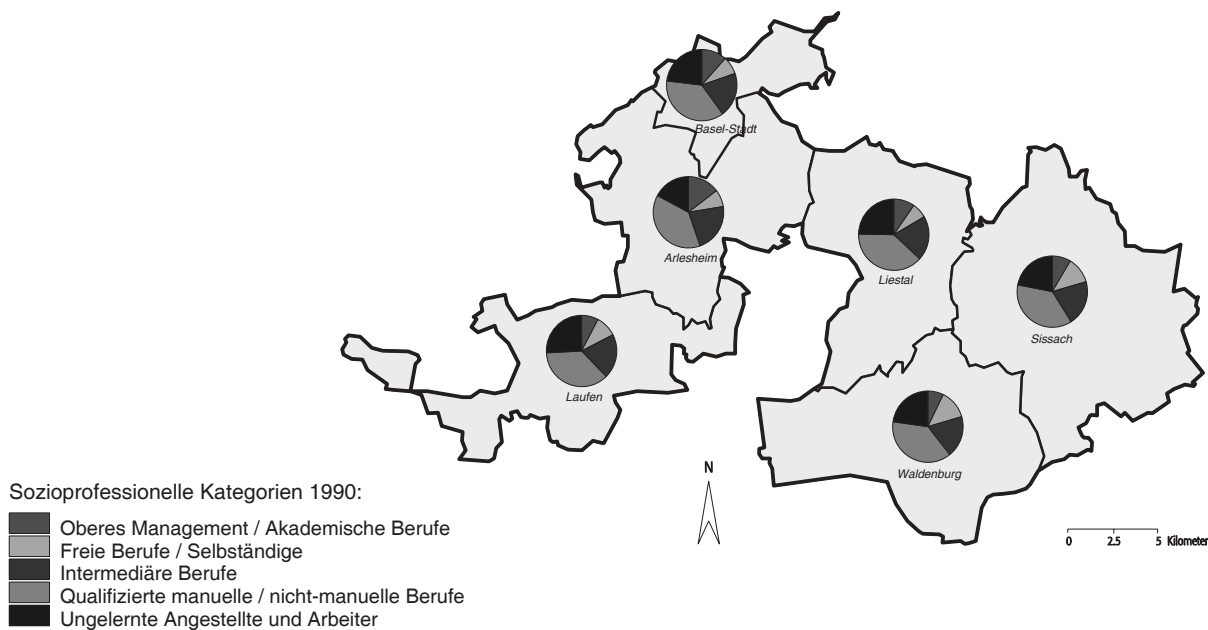 Basel-Stadt
Arlesheim
Liestal
Sissach
Laufen
Waldenburg
N
0 2.5 5 Kilometer
Sozioprofessionelle Kategorien 1990:
Oberes Management / Akademische Berufe
Freie Berufe / Selbständige
Intermediäre Berufe
Qualifizierte manuelle / nicht-manuelle Berufe
Ungelernte Angestellte und Arbeiter